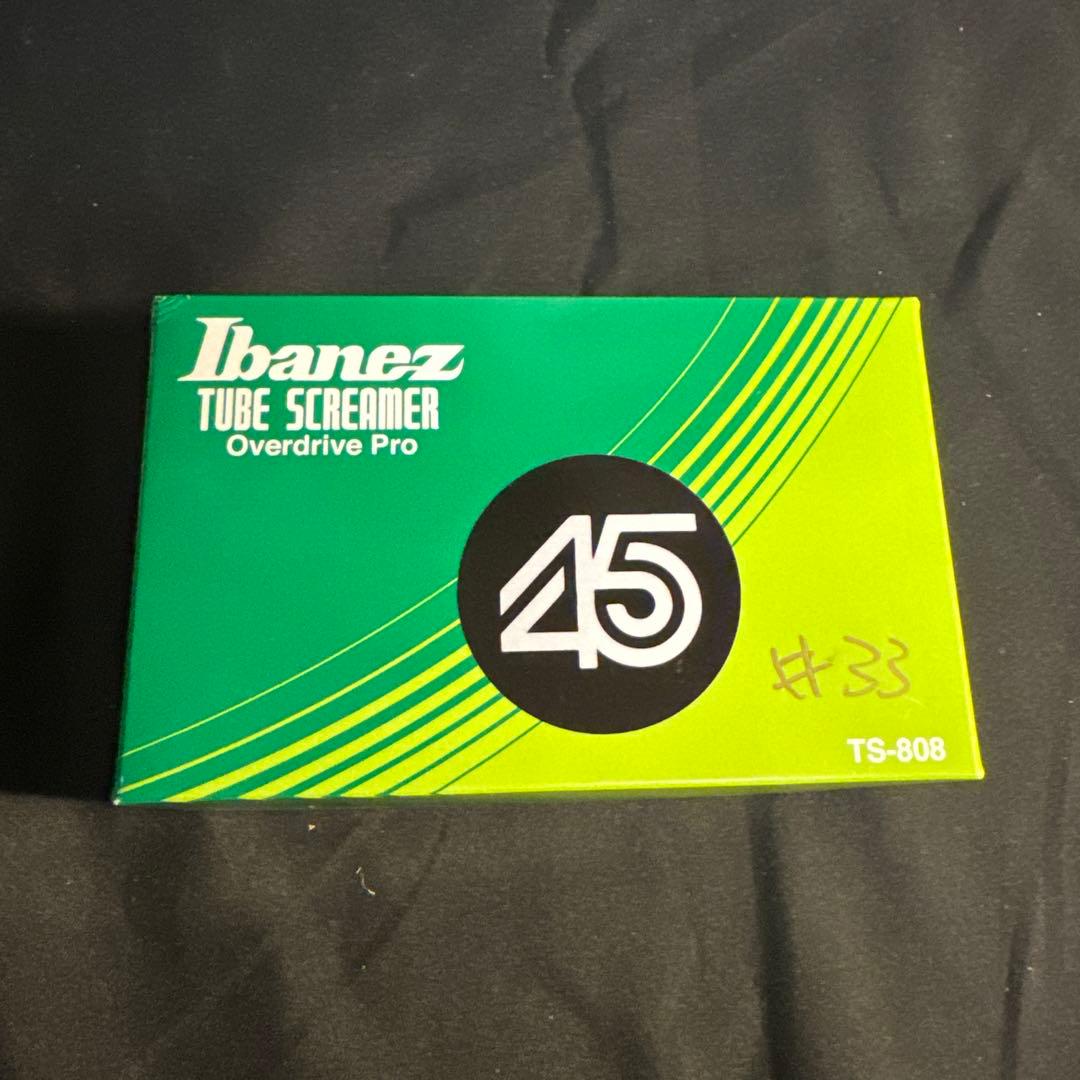 Ibanez
TUBE SCREAMER
Overdrive Pro
45
#33
TS-808